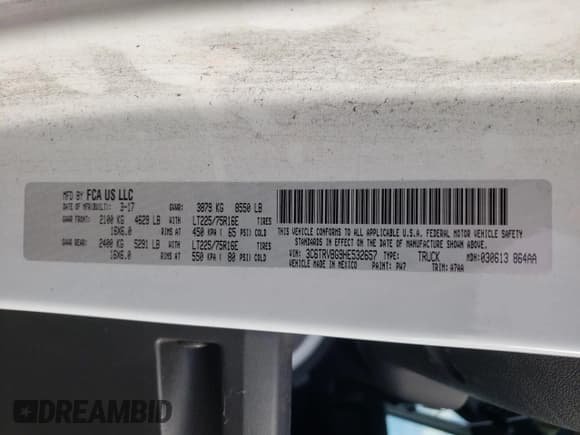 MFD BY FCA US LLC
DATE OF MFR(BUILT): 3-17 GVWR: 3879 KG 8550 LB
GAWR FRONT: 2100 KG 4629 LB WITH LT225/75R16E TIRES
16X6.0 RIMS AT 450 KPA ( 65 PSI) COLD
GAWR REAR: 2400 KG 5291 LB WITH LT225/75R16E TIRES
16X6.0 RIMS AT 550 KPA ( 80 PSI) COLD
THIS VEHICLE CONFORMS TO ALL APPLICABLE U.S.A. FEDERAL MOTOR VEHICLE SAFETY
STANDARDS IN EFFECT ON THE DATE OF MANUFACTURE SHOWN ABOVE.
VIN: 3C6TRVBG9HE532657 TYPE: TRUCK MDH: 030613 864AA
VEHICLE MADE IN MEXICO PAINT: PW7 TRIM: A7AA
DREAMBID